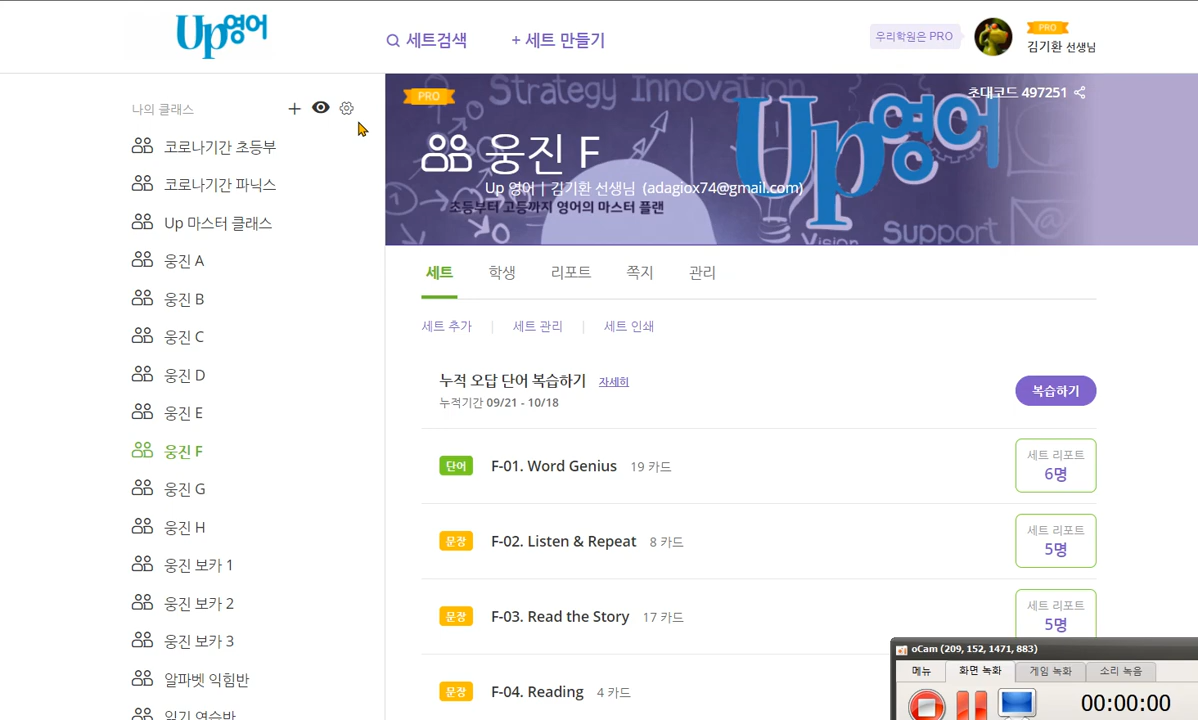 Up영어
세트검색
+ 세트 만들기
우리학원은 PRO
PRO
김기환 선생님
나의 클래스
코로나기간 초등부
코로나기간 파닉스
Up 마스터 클래스
웅진 A
웅진 B
웅진 C
웅진 D
웅진 E
웅진 F
웅진 G
웅진 H
웅진 보카 1
웅진 보카 2
웅진 보카 3
알파벳 익힘반
읽기 연습반
PRO
Strategy Innovation
초대코드 497251
웅진 F
Up영어
Up 영어 | 김기환 선생님 (adagiox74@gmail.com)
초등부터 고등까지 영어의 마스터 플랜
Vision
Support
세트
학생
리포트
쪽지
관리
세트 추가 | 세트 관리 | 세트 인쇄
누적 오답 단어 복습하기 자세히
누적기간 09/21 - 10/18
복습하기
단어 F-01. Word Genius 19 카드
세트 리포트
6명
문장 F-02. Listen & Repeat 8 카드
세트 리포트
5명
문장 F-03. Read the Story 17 카드
세트 리포트
5명
문장 F-04. Reading 4 카드
oCam (209, 152, 1471, 883)
메뉴
화면 녹화
게임 녹화
소리 녹음
00:00:00